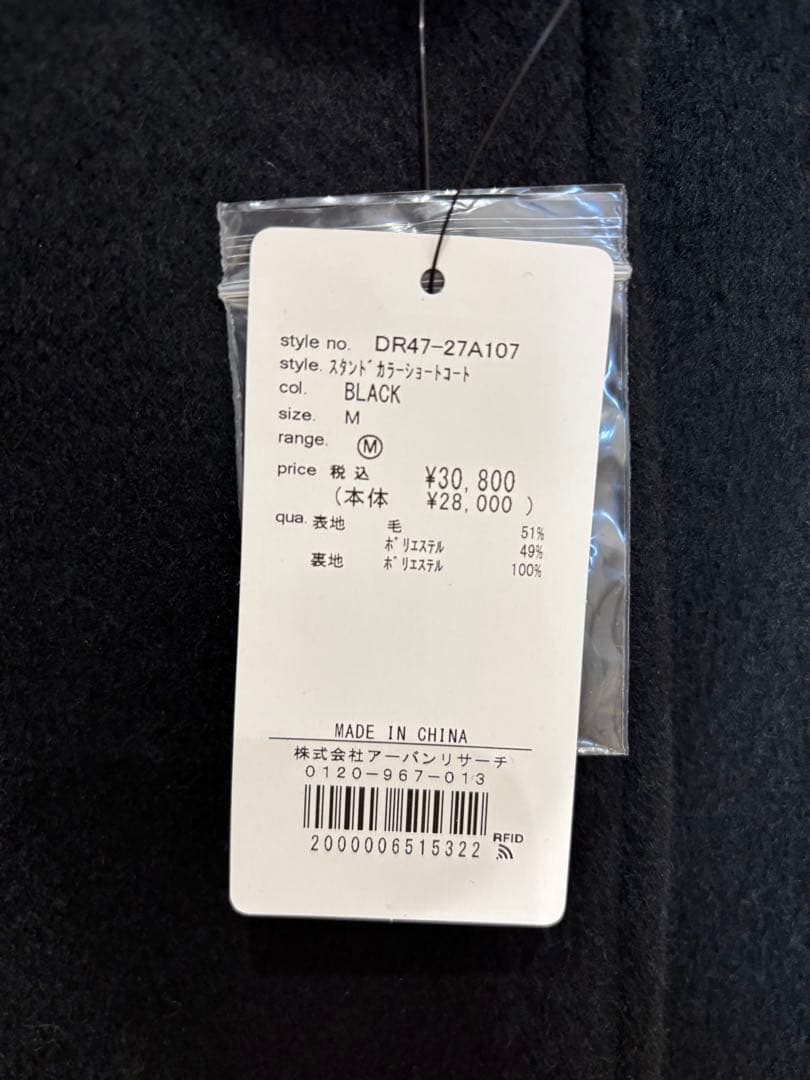 style no. DR47-27A107
style. ｽﾀﾝﾄﾞｶﾗｰｼｮｰﾄｺｰﾄ
col. BLACK
size. M
range. Ⓜ
price 税込 ¥30,800
(本体 ¥28,000 )
qua. 表地 毛 51%
ﾎﾟﾘｴｽﾃﾙ 49%
裏地 ﾎﾟﾘｴｽﾃﾙ 100%
MADE IN CHINA
株式会社アーバンリサーチ
0120-967-013
RFID
2000006515322